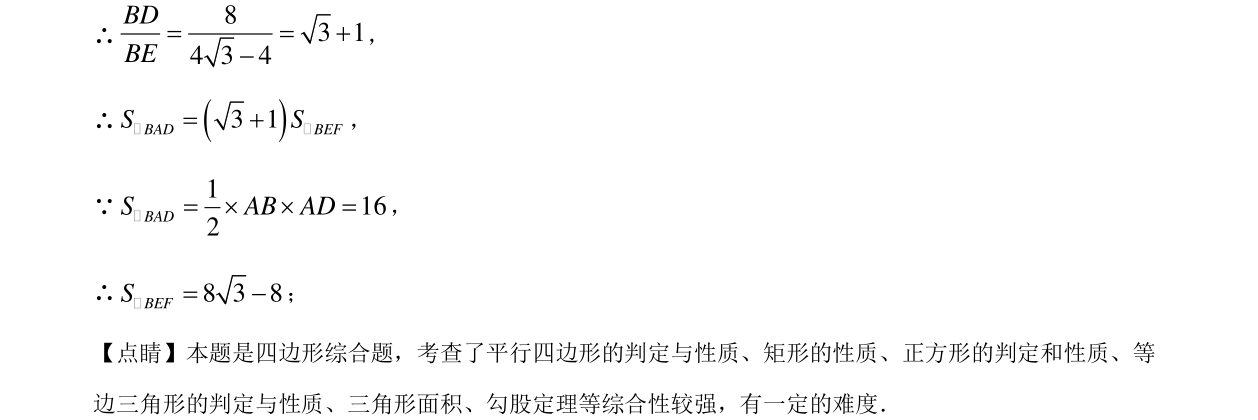 ∴ BD/BE = 8/(4√3−4) = √3+1，
∴ S□BAD = (√3+1)S□BEF，
∵ S□BAD = 1/2 × AB × AD = 16，
∴ S□BEF = 8√3−8；
【点睛】本题是四边形综合题，考查了平行四边形的判定与性质、矩形的性质、正方形的判定和性质、等
边三角形的判定与性质、三角形面积、勾股定理等综合性较强，有一定的难度．